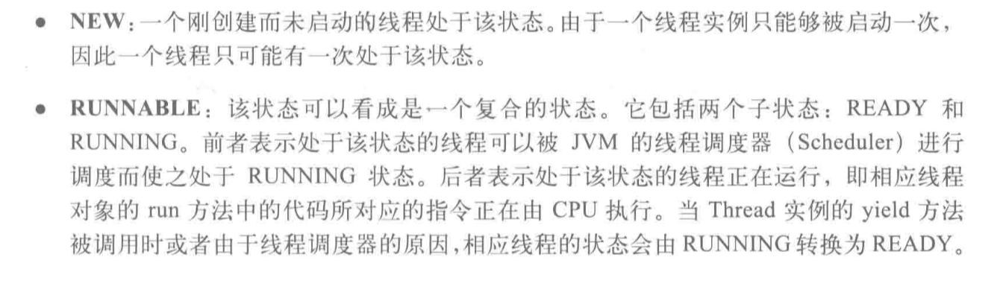 ● NEW：一个刚创建而未启动的线程处于该状态。由于一个线程实例只能够被启动一次，
因此一个线程只可能有一次处于该状态。
● RUNNABLE：该状态可以看成是一个复合的状态。它包括两个子状态：READY 和
RUNNING。前者表示处于该状态的线程可以被 JVM 的线程调度器（Scheduler）进行
调度而使之处于 RUNNING 状态。后者表示处于该状态的线程正在运行，即相应线程
对象的 run 方法中的代码所对应的指令正在由 CPU 执行。当 Thread 实例的 yield 方法
被调用时或者由于线程调度器的原因，相应线程的状态会由 RUNNING 转换为 READY。